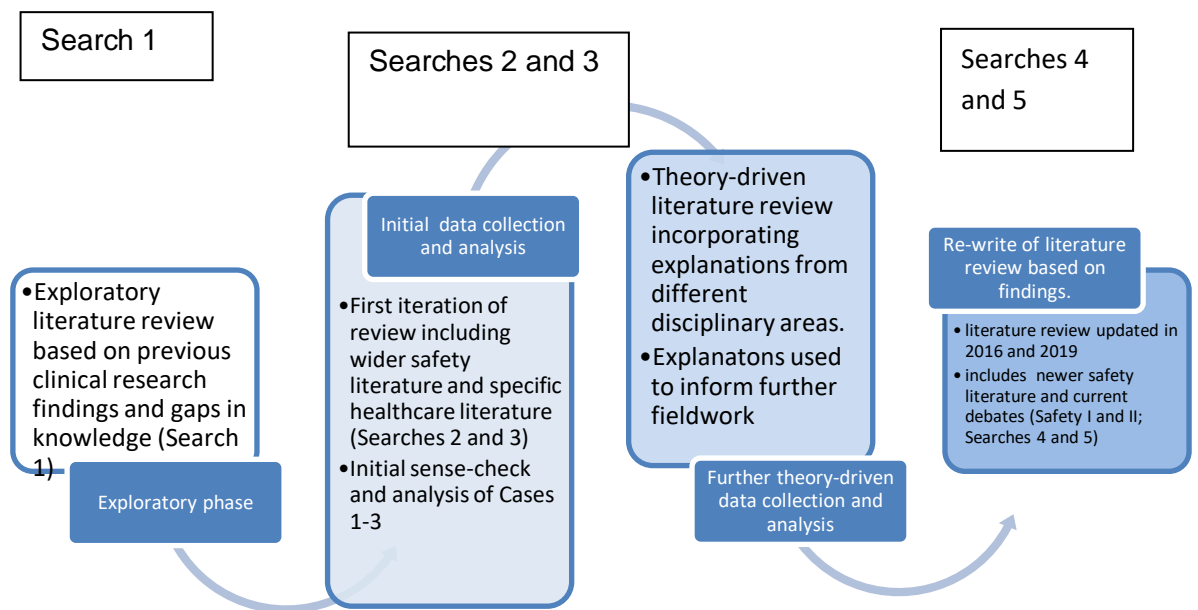 Search 1
Searches 2 and 3
Searches 4
and 5
•Exploratory
literature review
based on previous
clinical research
findings and gaps in
knowledge (Search
1)
Exploratory phase
Initial data collection
and analysis
•First iteration of
review including
wider safety
literature and specific
healthcare literature
(Searches 2 and 3)
•Initial sense-check
and analysis of Cases
1-3
•Theory-driven
literature review
incorporating
explanations from
different
disciplinary areas.
•Explanatons used
to inform further
fieldwork
Further theory-driven
data collection and
analysis
Re-write of literature
review based on
findings.
• literature review updated in
2016 and 2019
• includes newer safety
literature and current
debates (Safety I and II;
Searches 4 and 5)